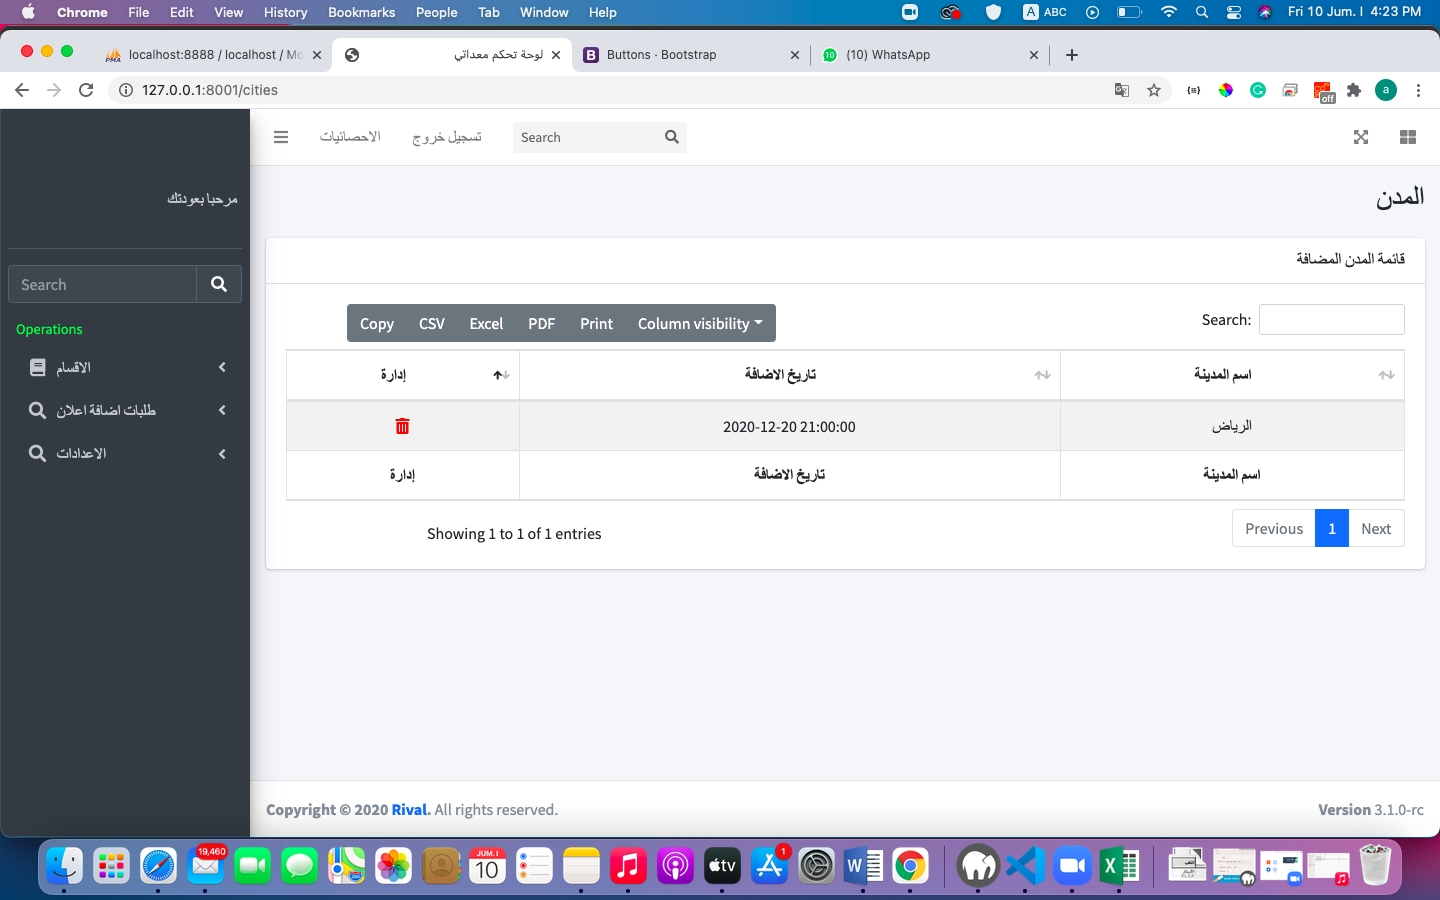 Chrome File Edit View History Bookmarks People Tab Window Help ABC Fri 10 Jum. I 4:23 PM
localhost:8888 / localhost / Mo لوحة تحكم معداتي Buttons · Bootstrap (10) WhatsApp
127.0.0.1:8001/cities
off
a
الاحصائيات تسجيل خروج Search
مرحبا بعودتك
Search
Operations
الاقسام
طلبات اضافة اعلان
الاعدادات
المدن
قائمة المدن المضافة
Copy CSV Excel PDF Print Column visibility
Search:
إدارة تاريخ الاضافة اسم المدينة
2020-12-20 21:00:00 الرياض
إدارة تاريخ الاضافة اسم المدينة
Showing 1 to 1 of 1 entries
Previous 1 Next
Copyright © 2020 Rival. All rights reserved.
Version 3.1.0-rc
19,460
JUM. 1
10
tv
1